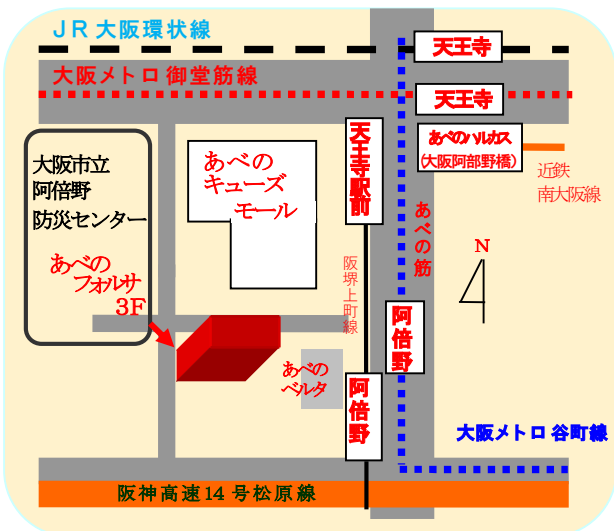 JR大阪環状線
天王寺
大阪メトロ御堂筋線
天王寺
あべのハルカス
(大阪阿部野橋)
近鉄
南大阪線
大阪市立
阿倍野
防災センター
あべの
フォルサ
3F
あべの
キューズ
モール
天王寺駅前
あべの筋
N
阪堺上町線
阿倍野
あべの
ベルタ
阿倍野
大阪メトロ谷町線
阪神高速14号松原線